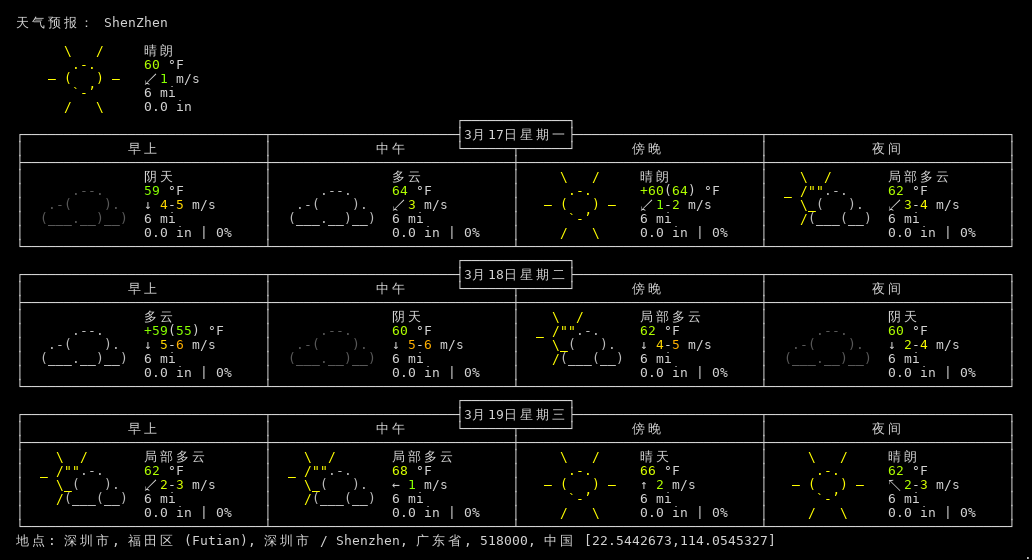 天气预报： ShenZhen
晴朗
60 °F
↙ 1 m/s
6 mi
0.0 in
3月17日星期一
早上 中午 傍晚 夜间
阴天 多云 晴朗 局部多云
59 °F 64 °F +60(64) °F 62 °F
↓ 4-5 m/s ↙ 3 m/s ↙ 1-2 m/s ↙ 3-4 m/s
6 mi 6 mi 6 mi 6 mi
0.0 in | 0% 0.0 in | 0% 0.0 in | 0% 0.0 in | 0%
3月18日星期二
早上 中午 傍晚 夜间
多云 阴天 局部多云 阴天
+59(55) °F 60 °F 62 °F 60 °F
↓ 5-6 m/s ↓ 5-6 m/s ↓ 4-5 m/s ↓ 2-4 m/s
6 mi 6 mi 6 mi 6 mi
0.0 in | 0% 0.0 in | 0% 0.0 in | 0% 0.0 in | 0%
3月19日星期三
早上 中午 傍晚 夜间
局部多云 局部多云 晴天 晴朗
62 °F 68 °F 66 °F 62 °F
↙ 2-3 m/s ← 1 m/s ↑ 2 m/s ↖ 2-3 m/s
6 mi 6 mi 6 mi 6 mi
0.0 in | 0% 0.0 in | 0% 0.0 in | 0% 0.0 in | 0%
地点: 深圳市, 福田区 (Futian), 深圳市 / Shenzhen, 广东省, 518000, 中国 [22.5442673,114.0545327]